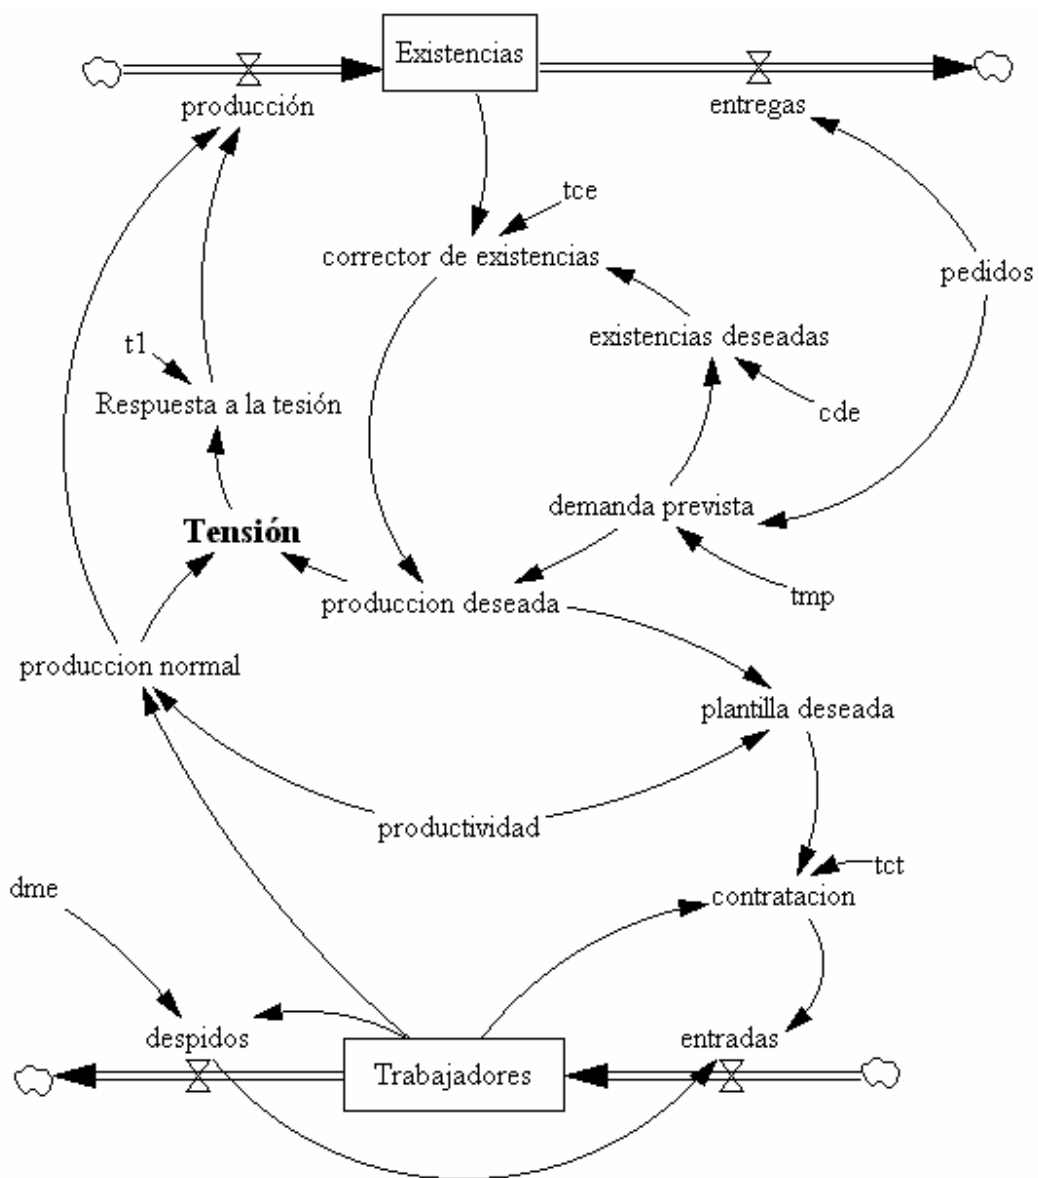 Existencias
producción
entregas
tce
corrector de existencias
pedidos
existencias deseadas
t1
Respuesta a la tesión
cde
demanda prevista
Tensión
tmp
produccion deseada
produccion normal
plantilla deseada
productividad
tct
dme
contratacion
despidos
entradas
Trabajadores